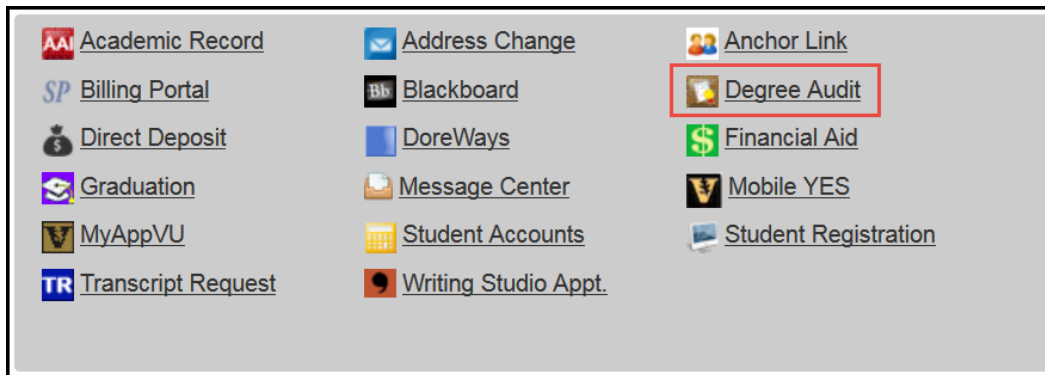 AAI Academic Record
Address Change
Anchor Link
SP Billing Portal
Bb Blackboard
Degree Audit
$ Direct Deposit
DoreWays
$ Financial Aid
Graduation
Message Center
V Mobile YES
V MyAppVU
Student Accounts
Student Registration
TR Transcript Request
Writing Studio Appt.